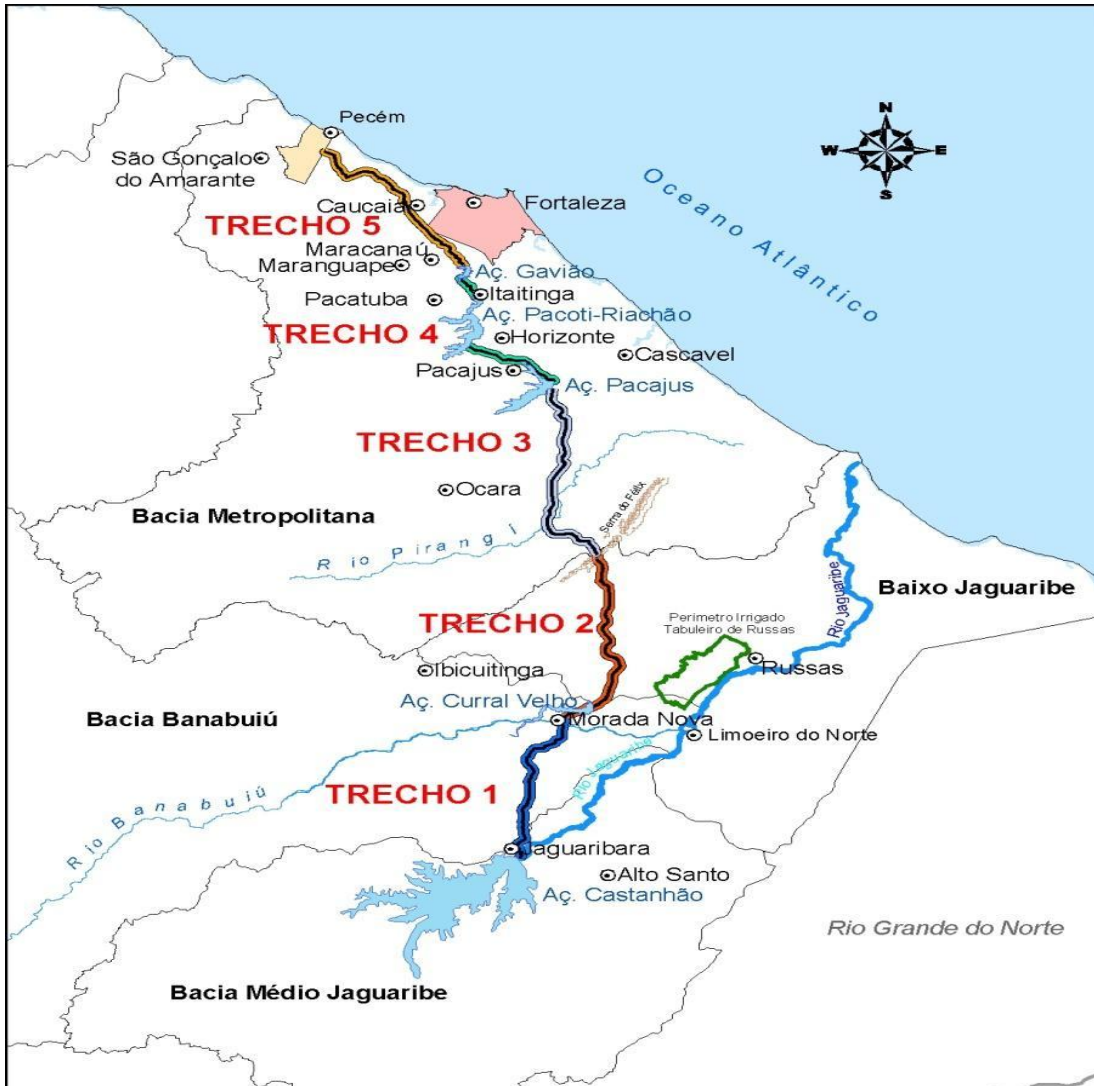 Pecém
São Gonçalo
do Amarante
N
W
E
S
Oceano Atlântico
Caucaia
Fortaleza
TRECHO 5
Maracanaú
Maranguape
Aç. Gavião
Itaitinga
Pacatuba
Aç. Pacoti-Riachão
TRECHO 4
Horizonte
Cascavel
Pacajus
Aç. Pacajus
TRECHO 3
Ocara
Serra do Félix
Bacia Metropolitana
Rio Pirangi
Rio Jaguaribe
Baixo Jaguaribe
TRECHO 2
Perímetro Irrigado
Tabuleiro de Russas
Russas
Ibicuitinga
Aç. Curral Velho
Bacia Banabuiú
Morada Nova
Limoeiro do Norte
Rio Jaguaribe
TRECHO 1
Rio Banabuiú
Jaguaribara
Alto Santo
Aç. Castanhão
Rio Grande do Norte
Bacia Médio Jaguaribe